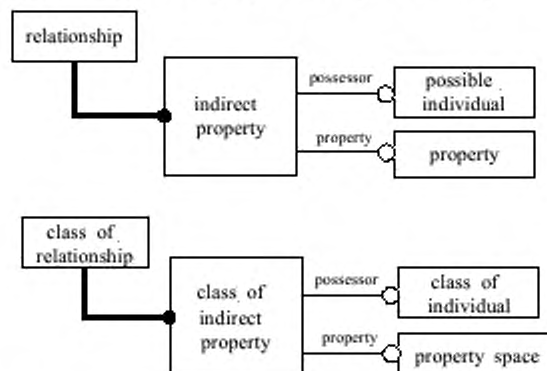 relationship
possessor
possible
individual
indirect
property
property
property
class of
relationship
possessor
class of
individual
class of
indirect
property
property
property space